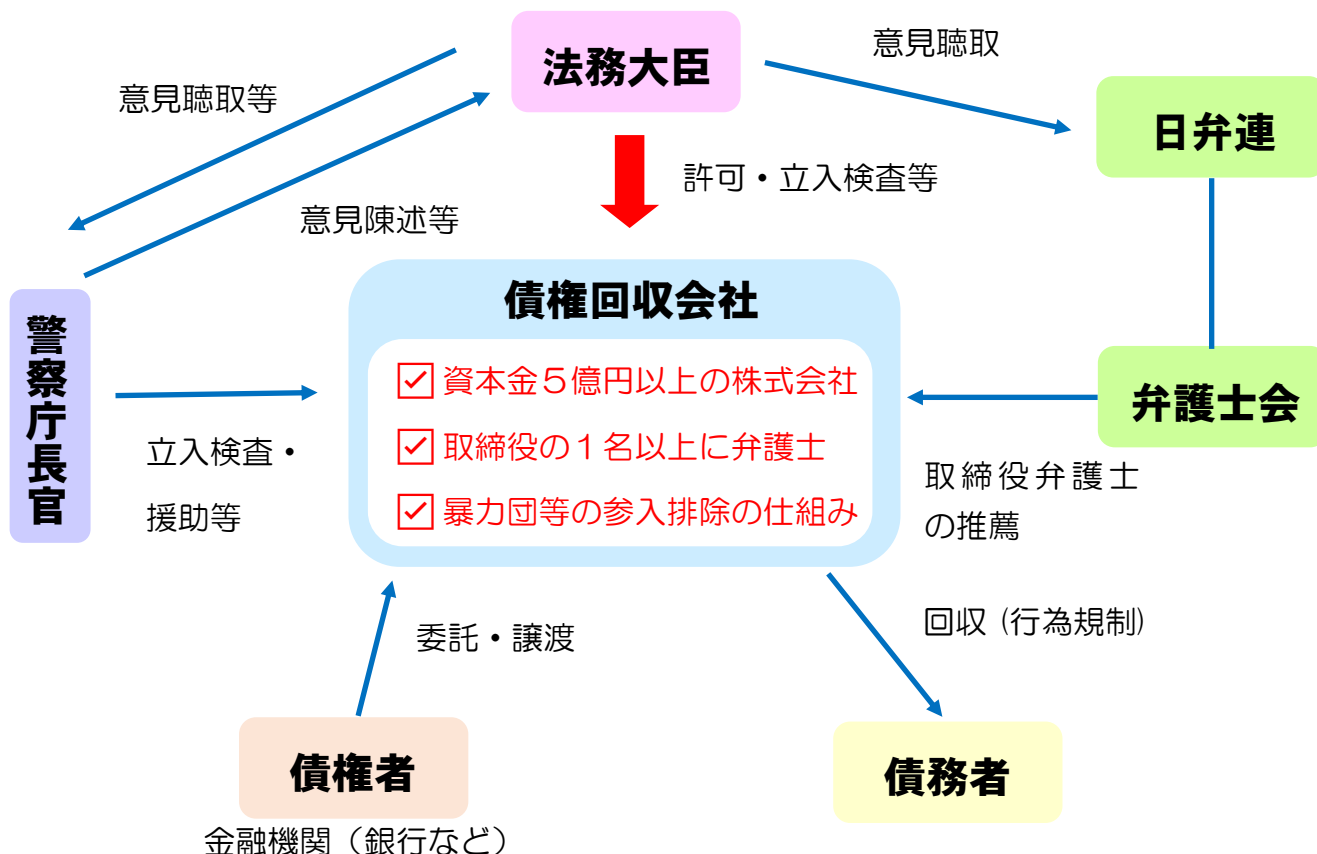 法務大臣
意見聴取
意見聴取等
日弁連
許可・立入検査等
意見陳述等
債権回収会社
警察庁長官
資本金５億円以上の株式会社
取締役の１名以上に弁護士
暴力団等の参入排除の仕組み
弁護士会
立入検査・
援助等
取締役弁護士
の推薦
委託・譲渡
回収（行為規制）
債権者
債務者
金融機関（銀行など）